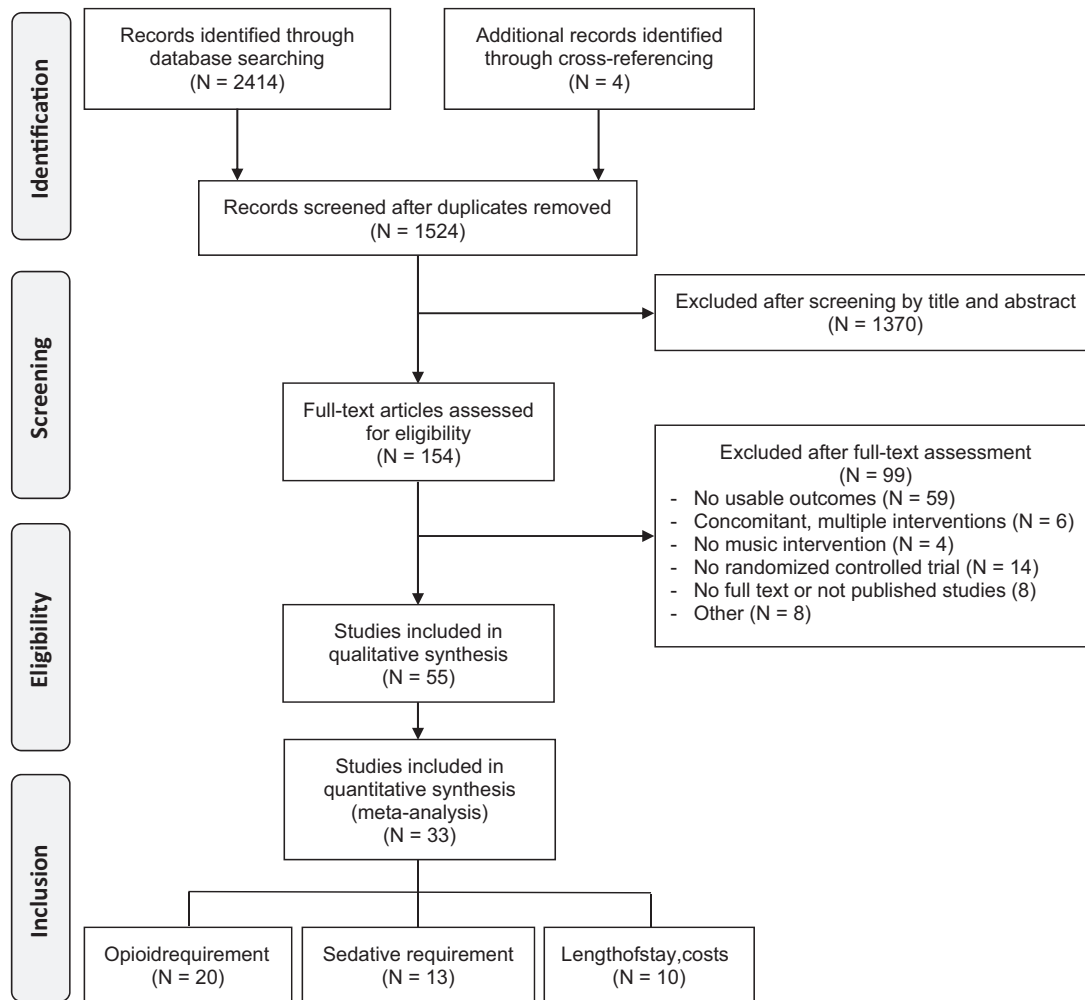 Identification
Records identified through
database searching
(N = 2414)
Additional records identified
through cross-referencing
(N = 4)
Records screened after duplicates removed
(N = 1524)
Screening
Excluded after screening by title and abstract
(N = 1370)
Full-text articles assessed
for eligibility
(N = 154)
Excluded after full-text assessment
(N = 99)
- No usable outcomes (N = 59)
- Concomitant, multiple interventions (N = 6)
- No music intervention (N = 4)
- No randomized controlled trial (N = 14)
- No full text or not published studies (8)
- Other (N = 8)
Eligibility
Studies included in
qualitative synthesis
(N = 55)
Studies included in
quantitative synthesis
(meta-analysis)
(N = 33)
Inclusion
Opioidrequirement
(N = 20)
Sedative requirement
(N = 13)
Lengthofstay,costs
(N = 10)